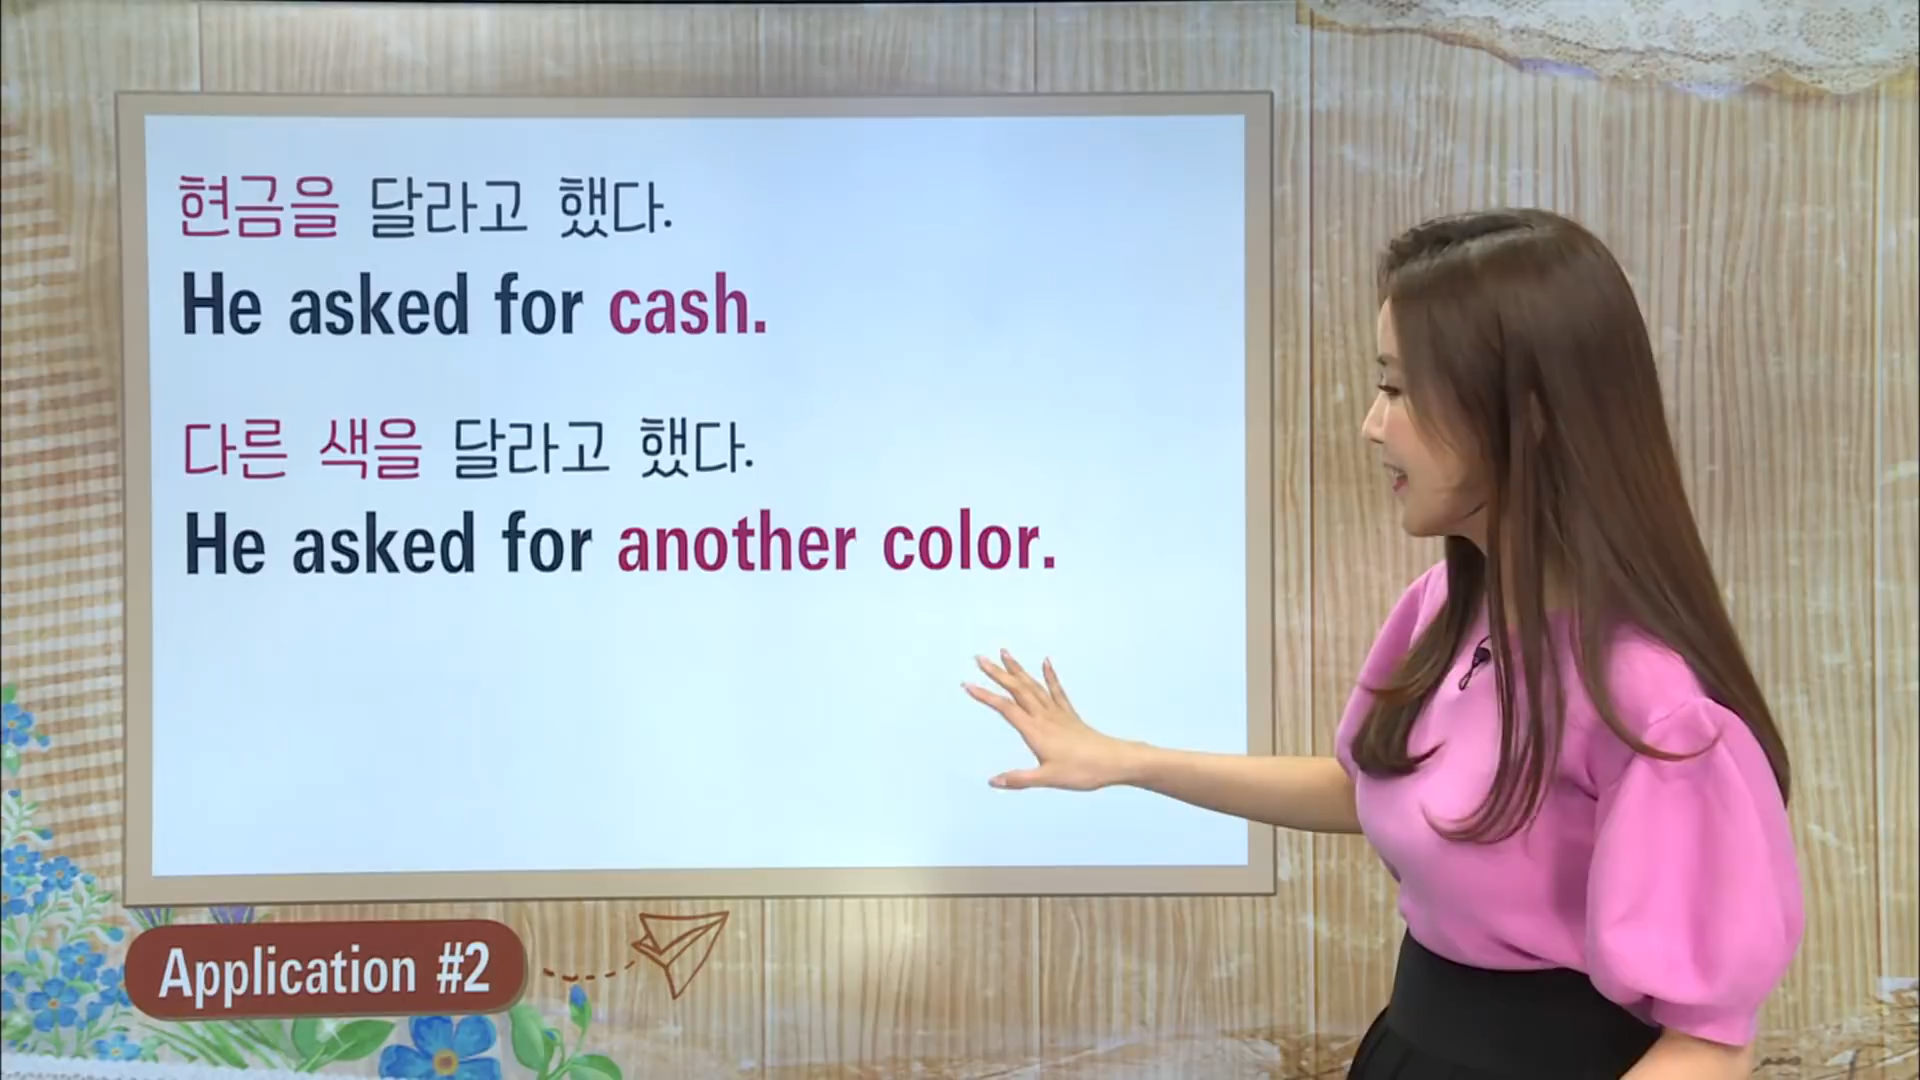 현금을 달라고 했다.
He asked for cash.
다른 색을 달라고 했다.
He asked for another color.
Application #2